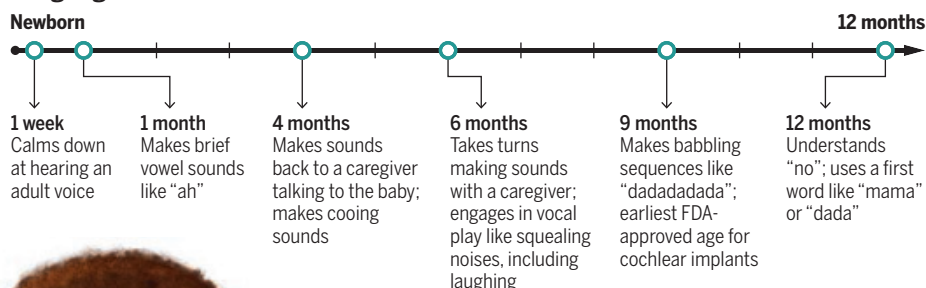 Newborn
12 months
1 week
Calms down
at hearing an
adult voice
1 month
Makes brief
vowel sounds
like “ah”
4 months
Makes sounds
back to a caregiver
talking to the baby;
makes cooing
sounds
6 months
Takes turns
making sounds
with a caregiver;
engages in vocal
play like squealing
noises, including
laughing
9 months
Makes babbling
sequences like
“dadadadada”;
earliest FDA-
approved age for
cochlear implants
12 months
Understands
“no”; uses a first
word like “mama”
or “dada”